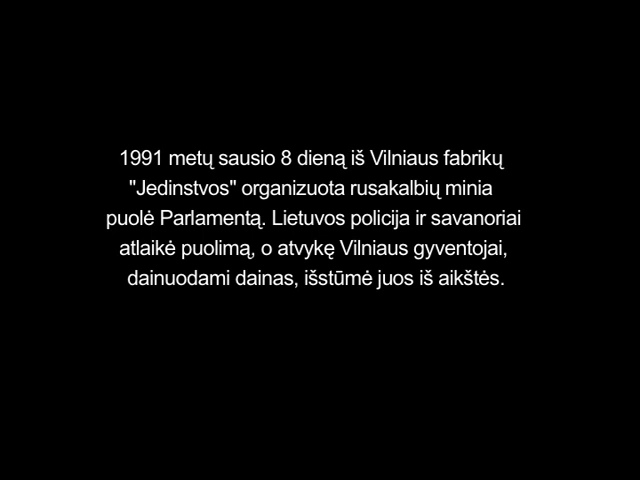 1991 metų sausio 8 dieną iš Vilniaus fabrikų
"Jedinstvos" organizuota rusakalbių minia
puolė Parlamentą. Lietuvos policija ir savanoriai
atlaikė puolimą, o atvykę Vilniaus gyventojai,
dainuodami dainas, išstūmė juos iš aikštės.